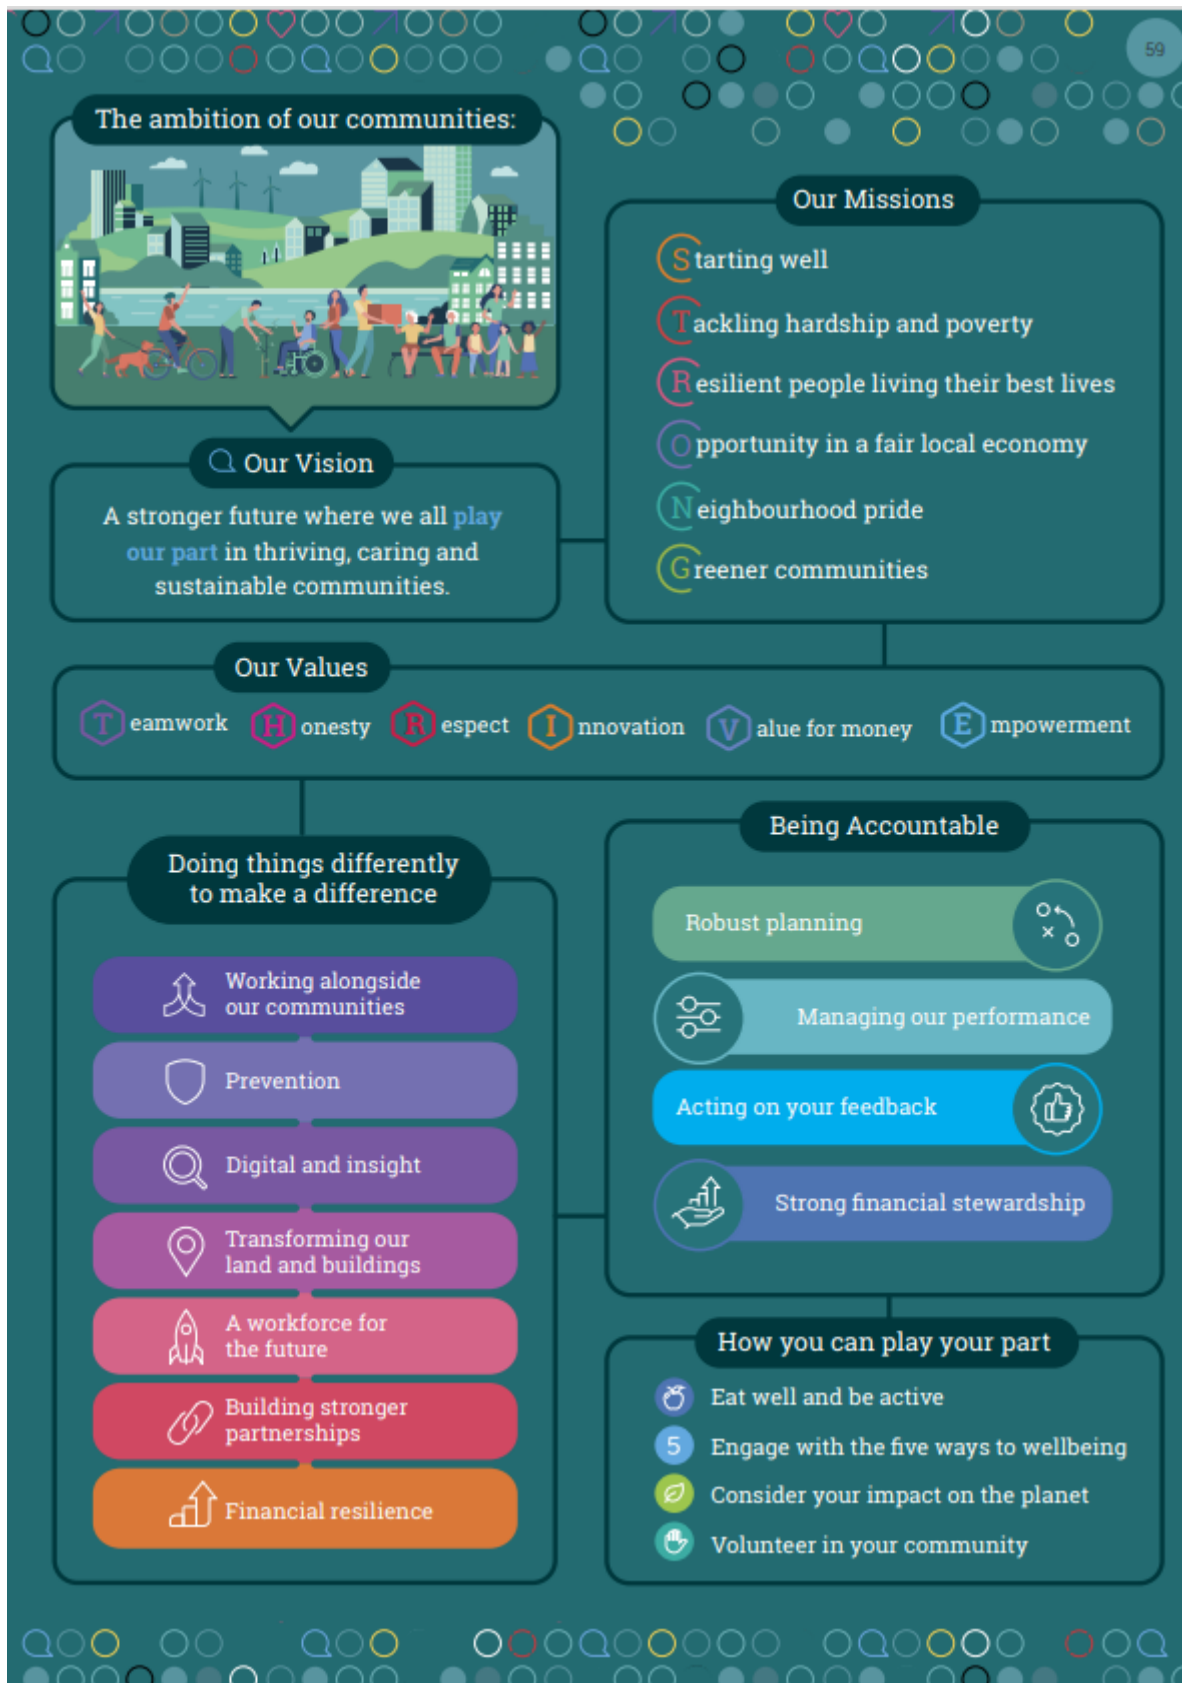 59
The ambition of our communities:
Our Vision
A stronger future where we all play
our part in thriving, caring and
sustainable communities.
Our Missions
Starting well
Tackling hardship and poverty
Resilient people living their best lives
Opportunity in a fair local economy
Neighbourhood pride
Greener communities
Our Values
Teamwork Honesty Respect Innovation Value for money Empowerment
Doing things differently
to make a difference
Working alongside
our communities
Prevention
Digital and insight
Transforming our
land and buildings
A workforce for
the future
Building stronger
partnerships
Financial resilience
Being Accountable
Robust planning
Managing our performance
Acting on your feedback
Strong financial stewardship
How you can play your part
Eat well and be active
5 Engage with the five ways to wellbeing
Consider your impact on the planet
Volunteer in your community